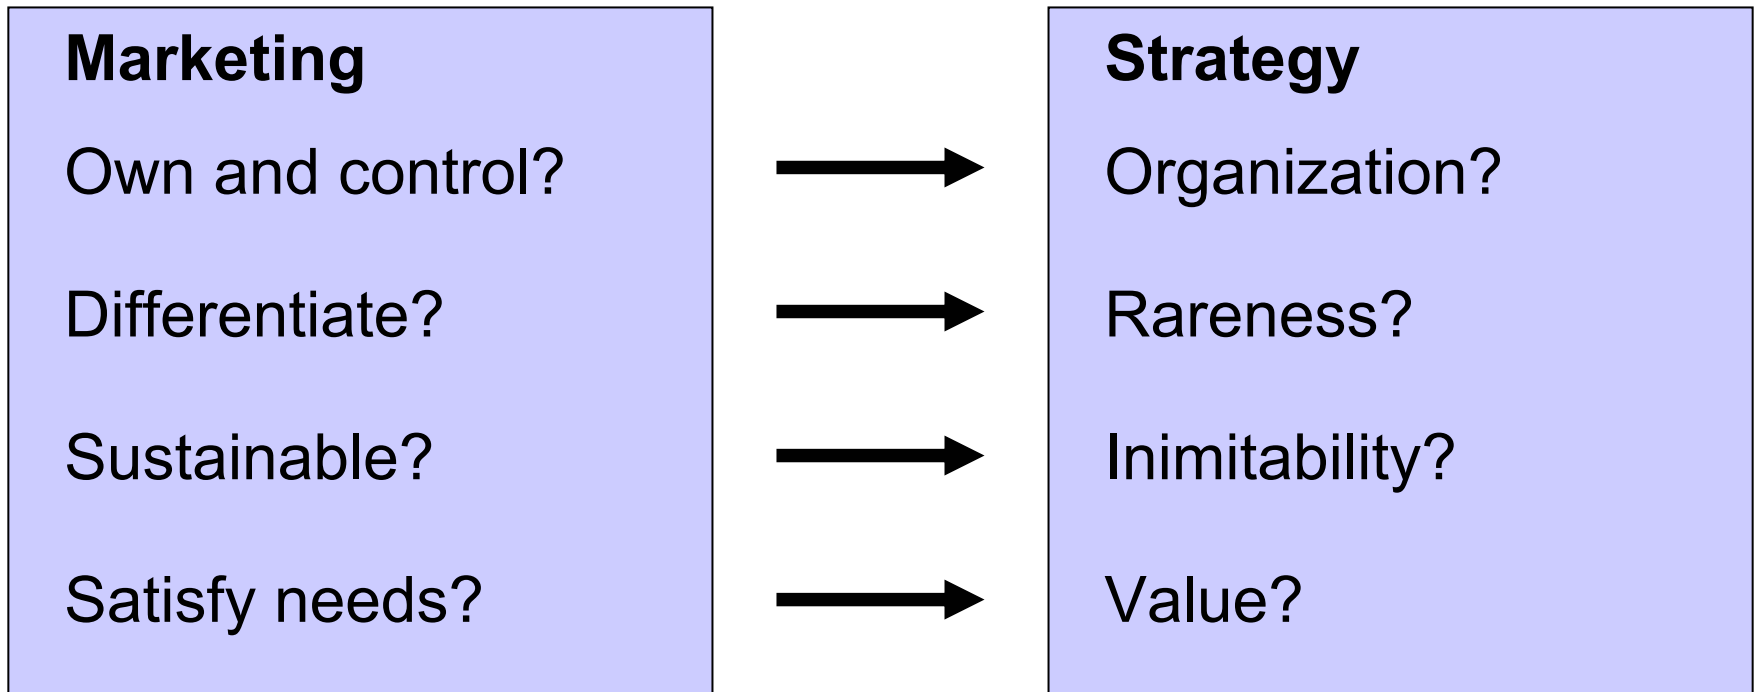 Marketing
Own and control?
Differentiate?
Sustainable?
Satisfy needs?
Strategy
Organization?
Rareness?
Inimitability?
Value?